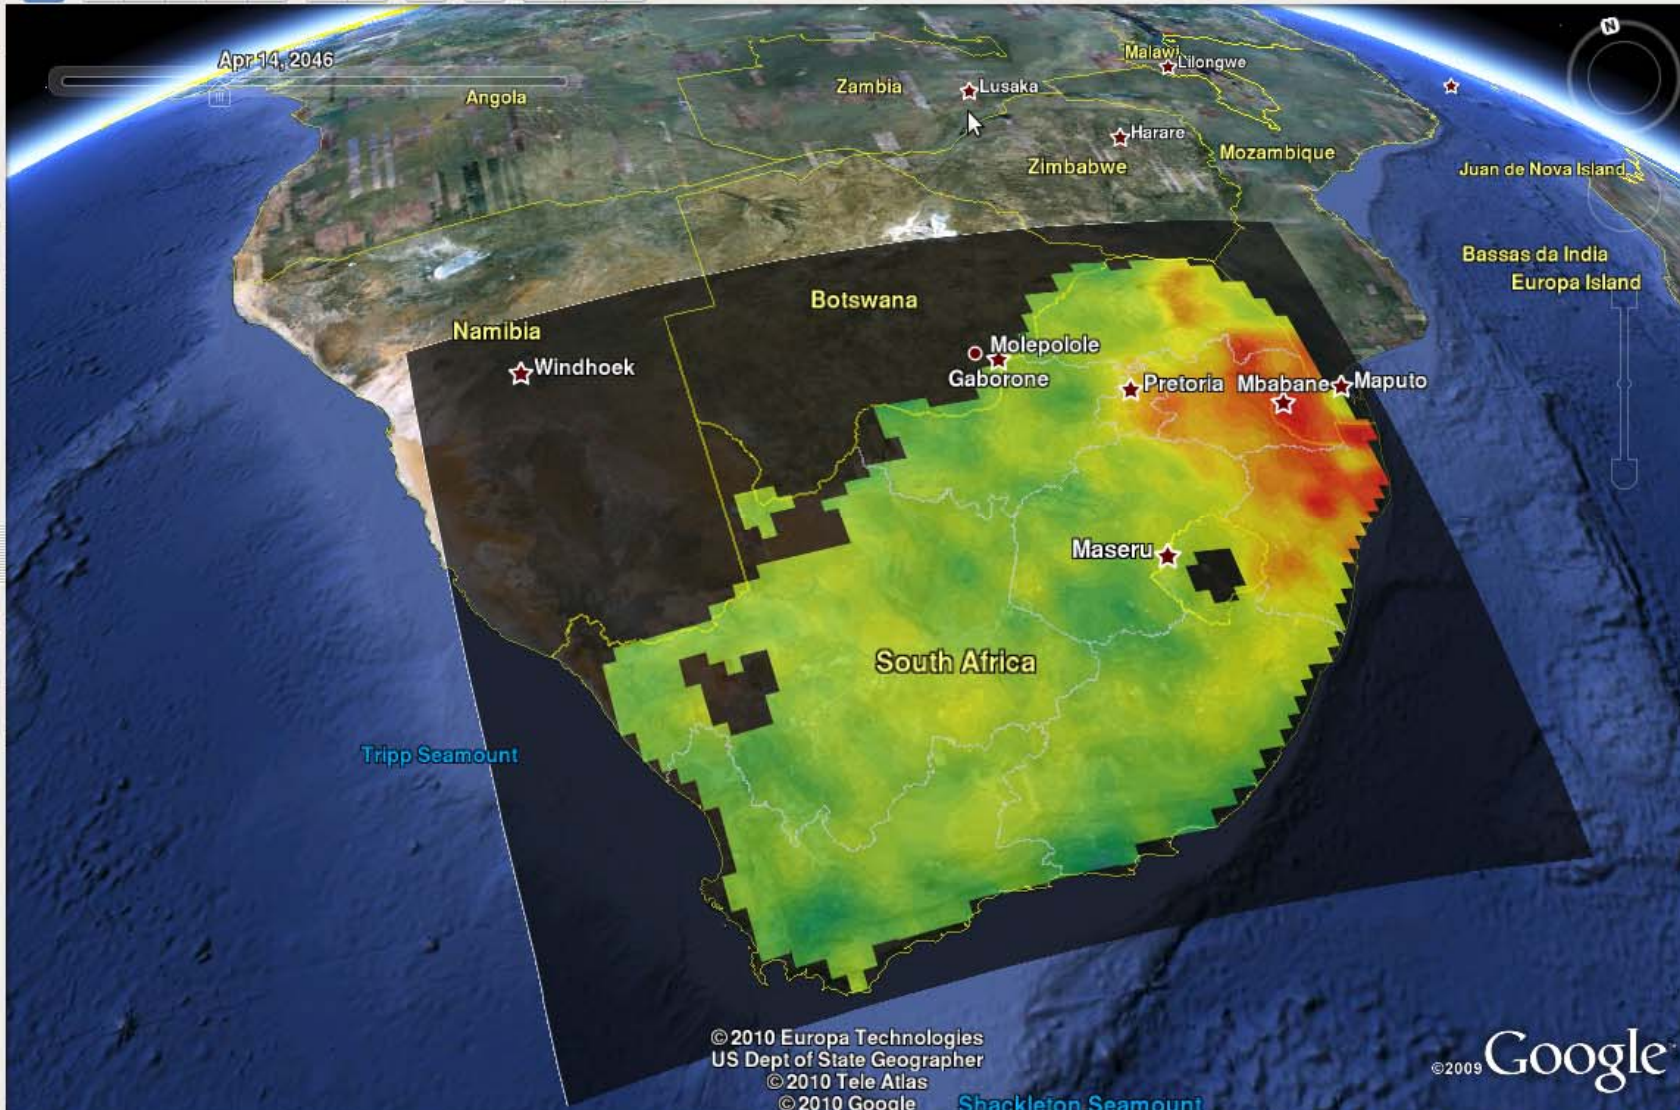 Apr 14, 2046
N
Malawi
Lilongwe
Angola
Zambia
Lusaka
Harare
Zimbabwe
Mozambique
Juan de Nova Island
Bassas da India
Europa Island
Botswana
Namibia
Windhoek
Molepolole
Gaborone
Pretoria
Mbabane
Maputo
Maseru
South Africa
Tripp Seamount
© 2010 Europa Technologies
US Dept of State Geographer
© 2010 Tele Atlas
© 2010 Google
Shackleton Seamount
©2009 Google